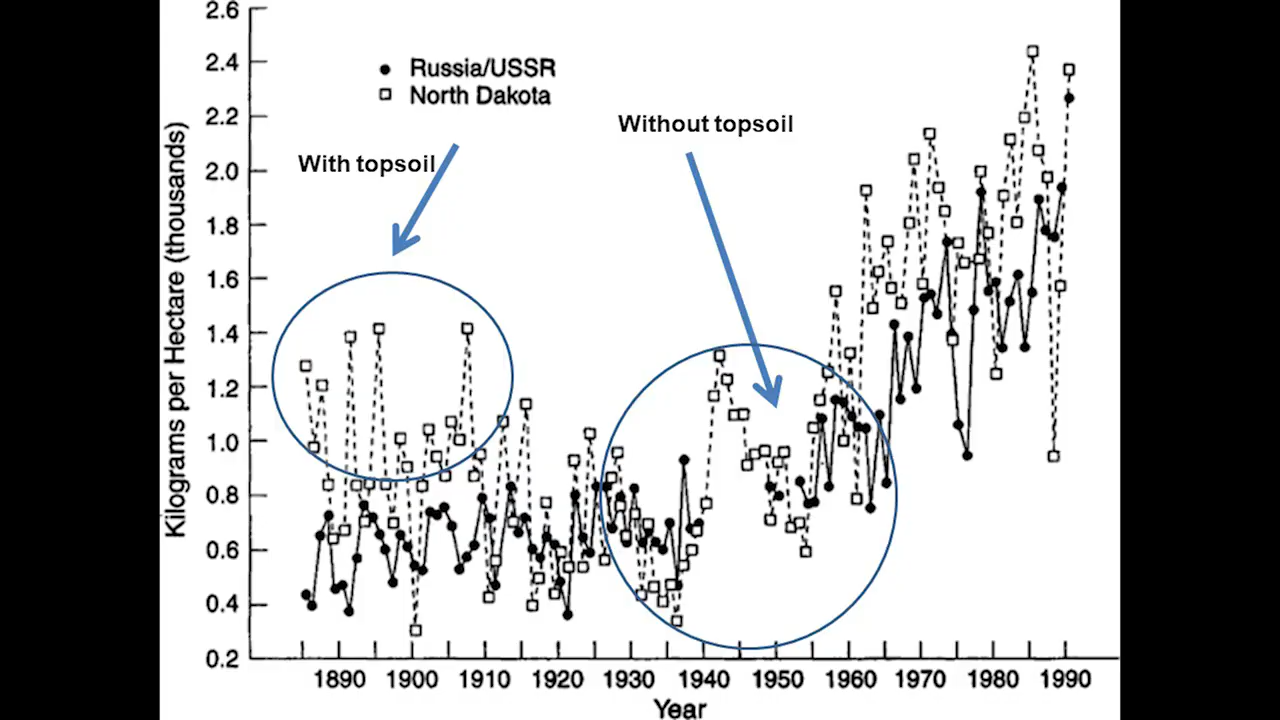 2.6
2.4
2.2
2.0
1.8
1.6
1.4
1.2
1.0
0.8
0.6
0.4
0.2
Kilograms per Hectare (thousands)
Russia/USSR
North Dakota
With topsoil
Without topsoil
1890 1900 1910 1920 1930 1940 1950 1960 1970 1980 1990
Year